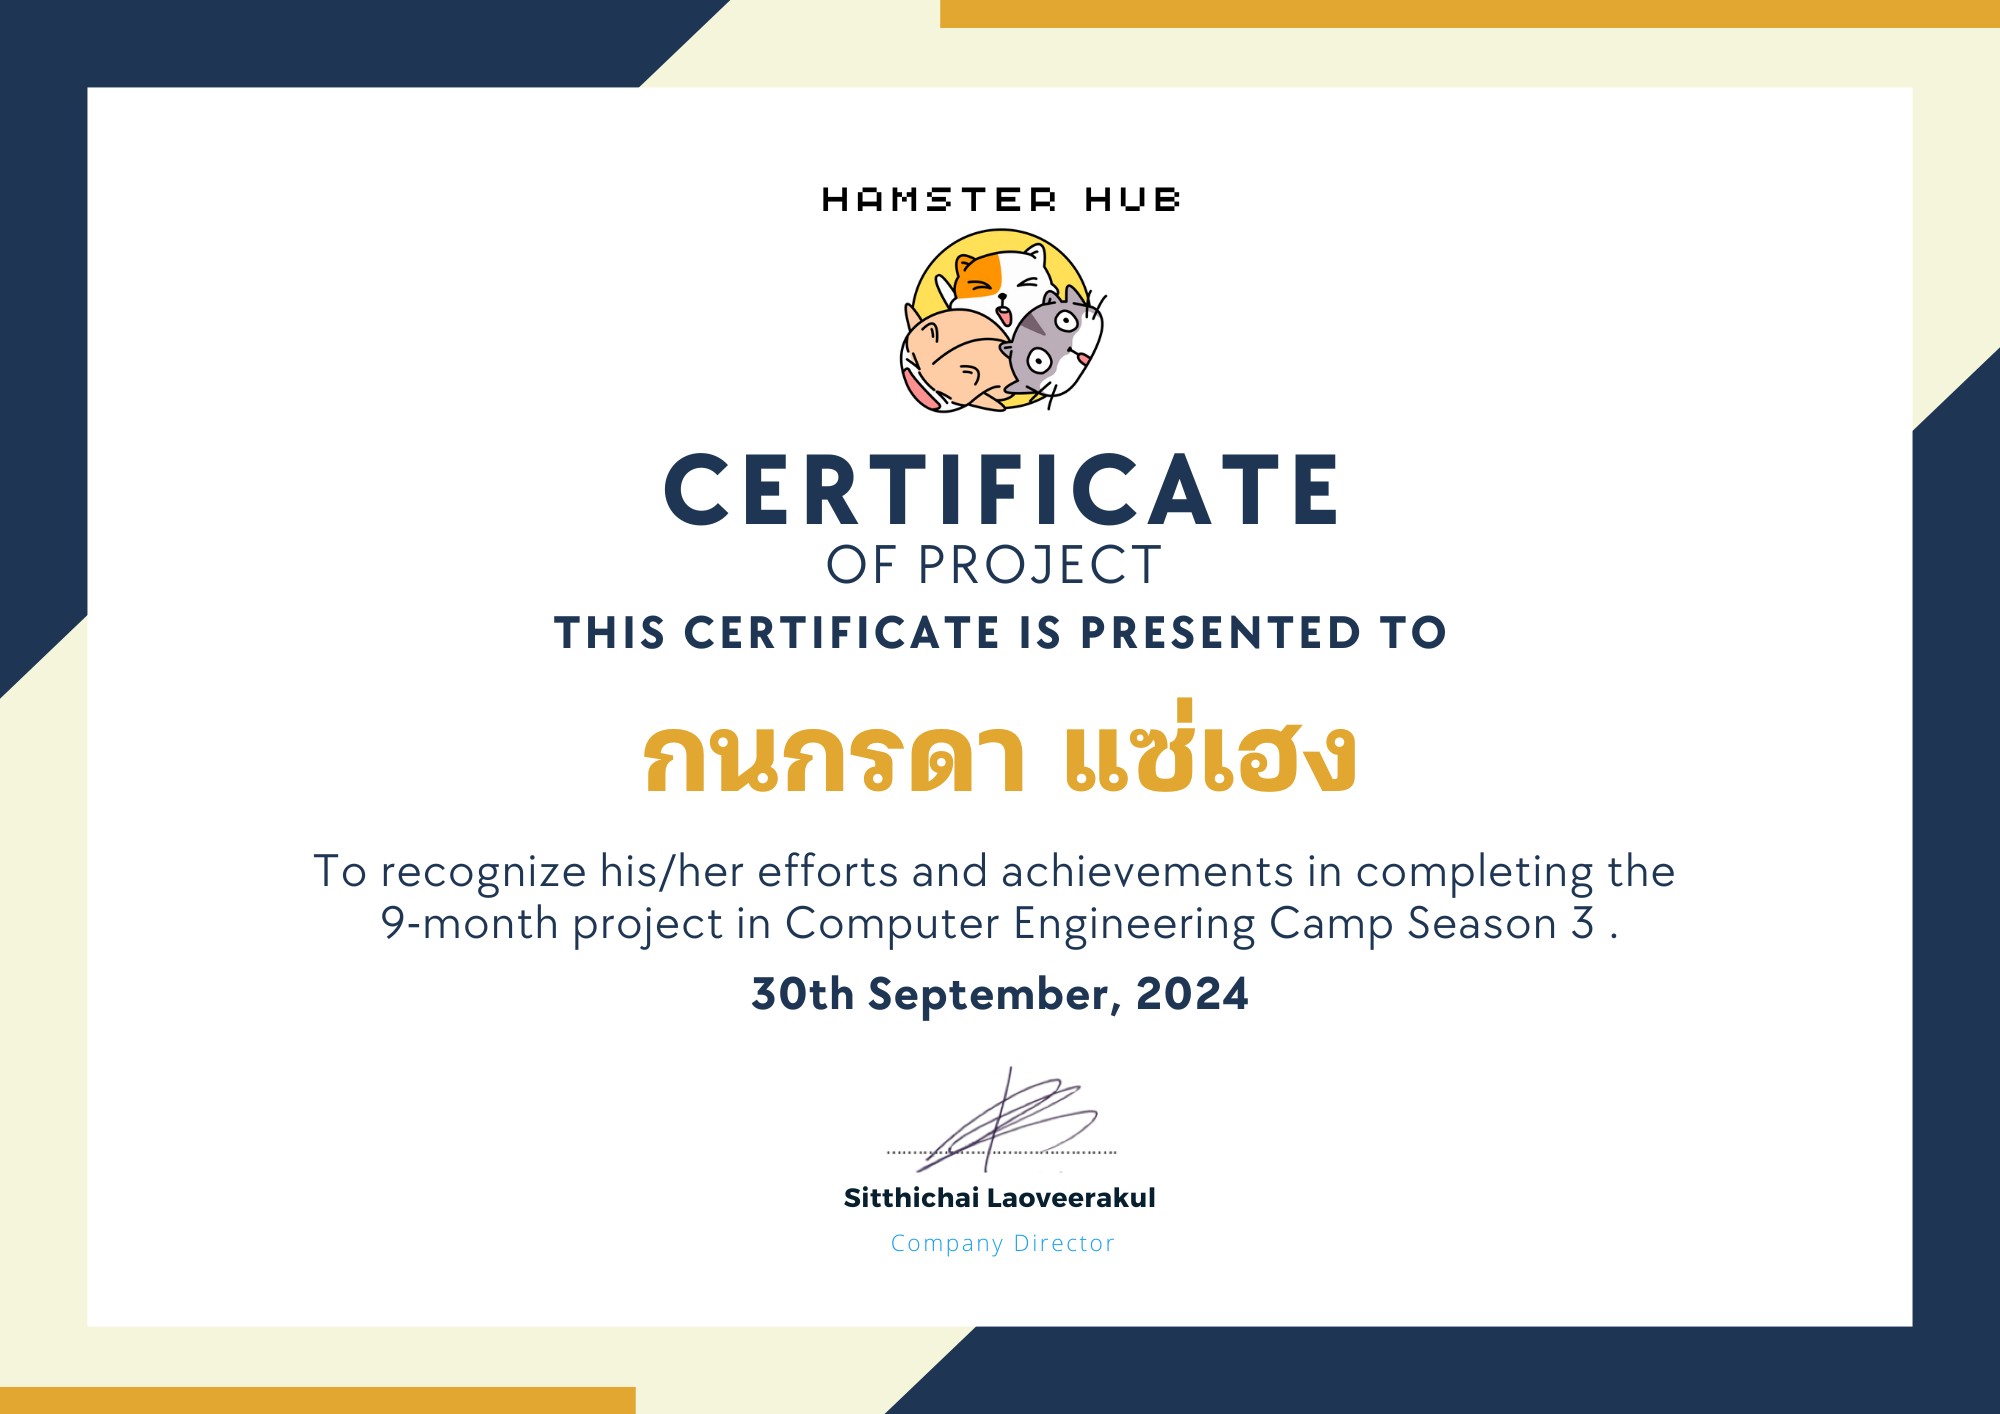 HAMSTER HUB
CERTIFICATE
OF PROJECT
THIS CERTIFICATE IS PRESENTED TO
กนกรดา แซ่เฮง
To recognize his/her efforts and achievements in completing the
9-month project in Computer Engineering Camp Season 3 .
30th September, 2024
Sitthichai Laoveerakul
Company Director